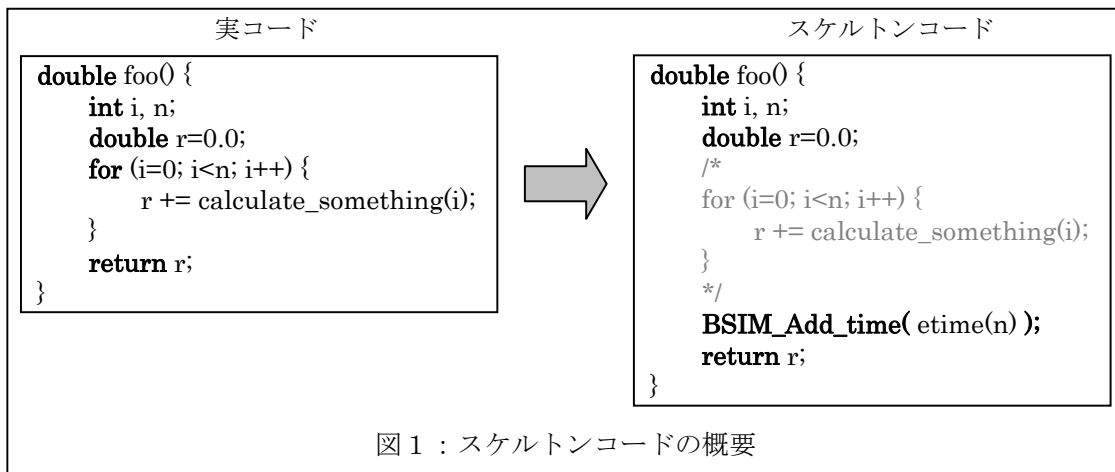 実コード
double foo() {
int i, n;
double r=0.0;
for (i=0; i<n; i++) {
r += calculate_something(i);
}
return r;
}
スケルトンコード
double foo() {
int i, n;
double r=0.0;
/*
for (i=0; i<n; i++) {
r += calculate_something(i);
}
*/
BSIM_Add_time( etime(n) );
return r;
}
図1:スケルトンコードの概要